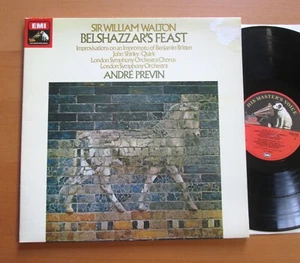 EMI
SIR WILLIAM WALTON
BELSHAZZAR'S FEAST
Improvisations on an Impromptu of Benjamin Britten
John Shirley-Quirk
London Symphony Orchestra Chorus
London Symphony Orchestra
ANDRÉ PREVIN
HIS MASTER'S VOICE